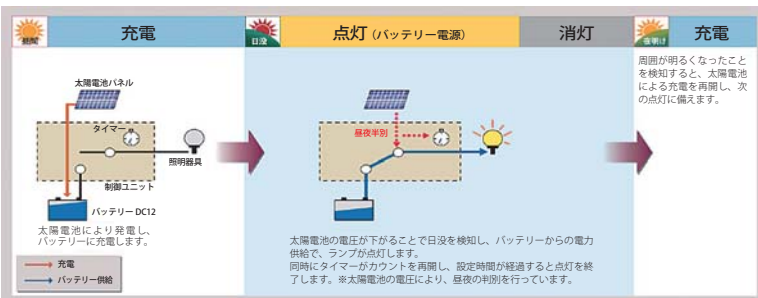 昼間
充電
日没
点灯（バッテリー電源）
消灯
夜明け
充電
太陽電池パネル
タイマー
照明器具
制御ユニット
バッテリーDC12
太陽電池により発電し、
バッテリーに充電します。
充電
バッテリー供給
昼夜半別
太陽電池の電圧が下がることで日没を検知し、バッテリーからの電力
供給で、ランプが点灯します。
同時にタイマーがカウントを再開し、設定時間が経過すると点灯を終
了します。※太陽電池の電圧により、昼夜の判別を行っています。
周囲が明るくなったこと
を検知すると、太陽電池
による充電を再開し、次
の点灯に備えます。